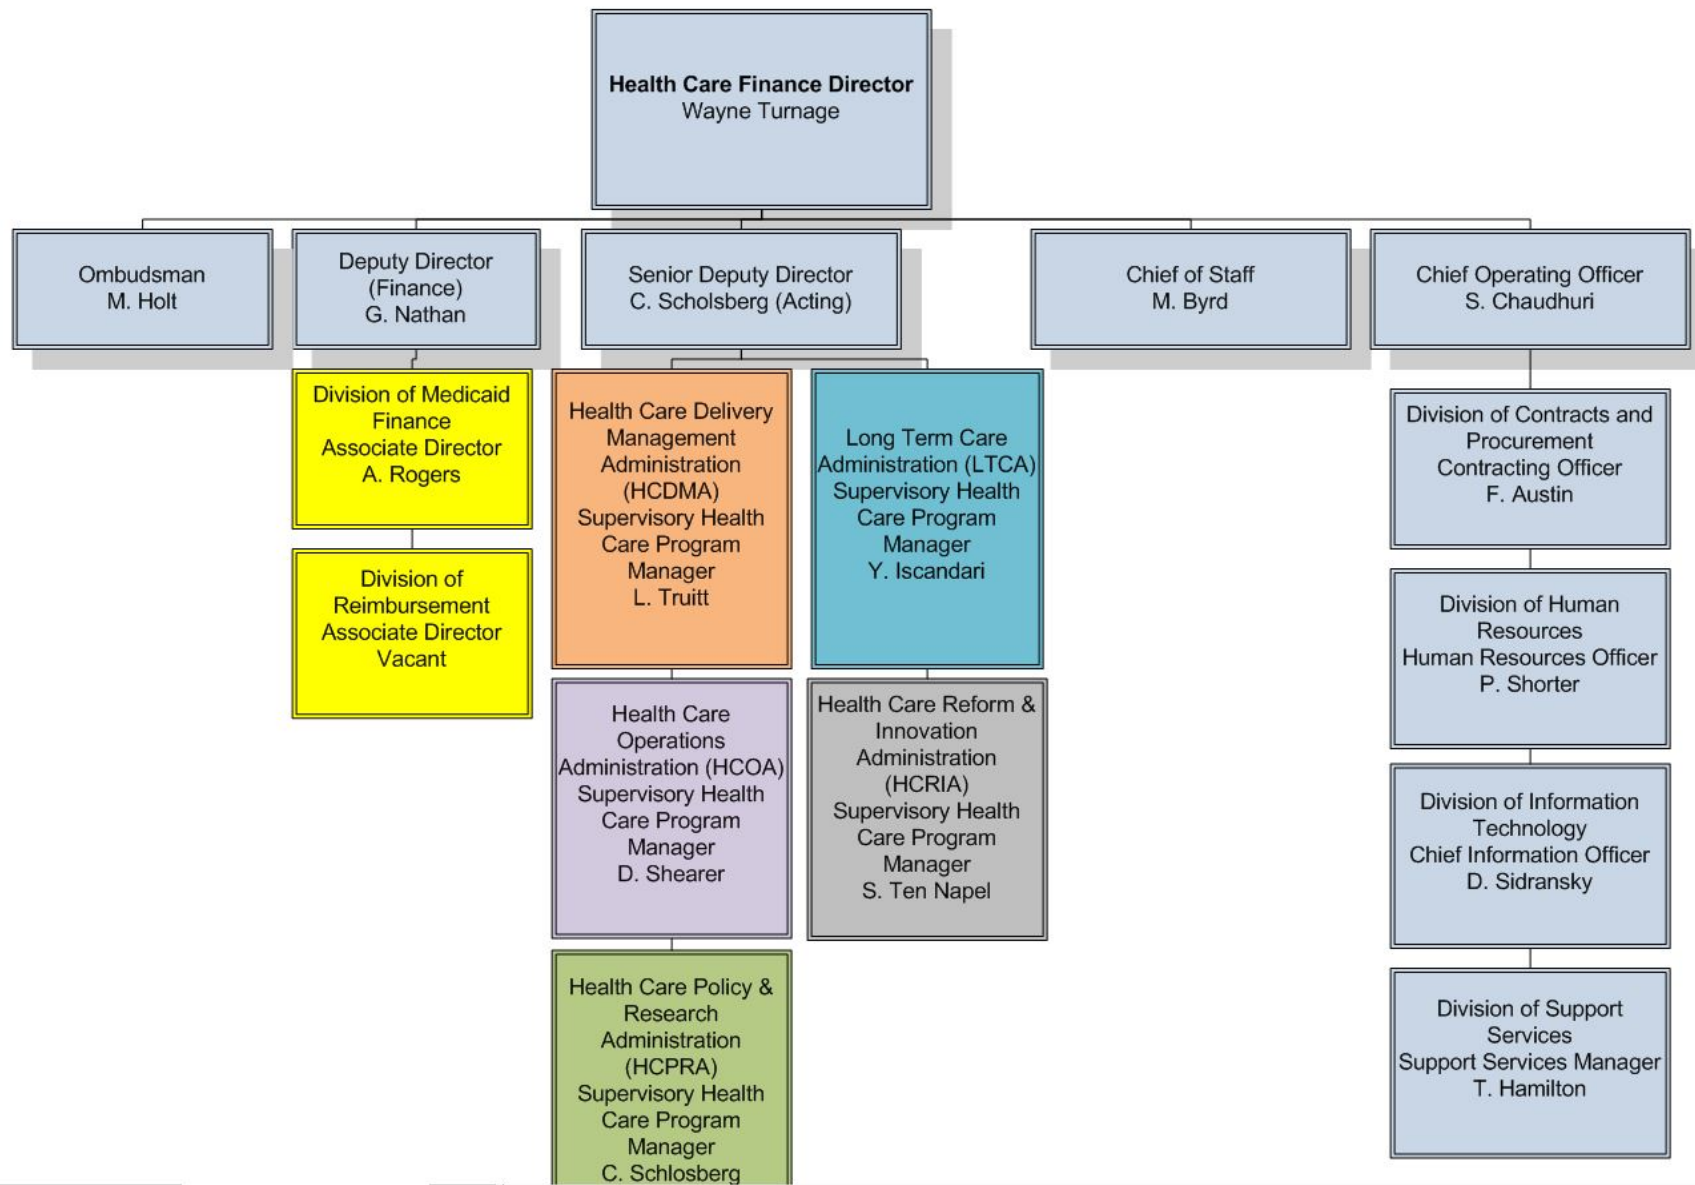 Health Care Finance Director
Wayne Turnage
Ombudsman
M. Holt
Deputy Director
(Finance)
G. Nathan
Senior Deputy Director
C. Scholsberg (Acting)
Chief of Staff
M. Byrd
Chief Operating Officer
S. Chaudhuri
Division of Medicaid
Finance
Associate Director
A. Rogers
Division of
Reimbursement
Associate Director
Vacant
Health Care Delivery
Management
Administration
(HCDMA)
Supervisory Health
Care Program
Manager
L. Truitt
Health Care
Operations
Administration (HCOA)
Supervisory Health
Care Program
Manager
D. Shearer
Health Care Policy &
Research
Administration
(HCPRA)
Supervisory Health
Care Program
Manager
C. Schlosberg
Long Term Care
Administration (LTCA)
Supervisory Health
Care Program
Manager
Y. Iscandari
Health Care Reform &
Innovation
Administration
(HCRIA)
Supervisory Health
Care Program
Manager
S. Ten Napel
Division of Contracts and
Procurement
Contracting Officer
F. Austin
Division of Human
Resources
Human Resources Officer
P. Shorter
Division of Information
Technology
Chief Information Officer
D. Sidransky
Division of Support
Services
Support Services Manager
T. Hamilton